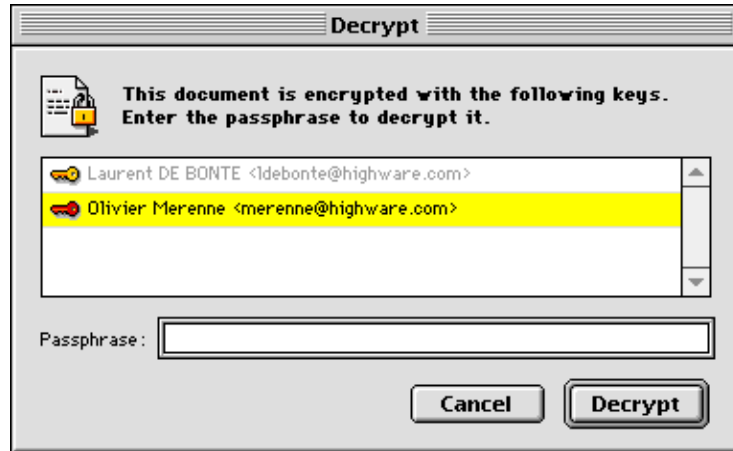 Decrypt
This document is encrypted with the following keys.
Enter the passphrase to decrypt it.
Laurent DE BONTE <ldebonte@highware.com>
Olivier Merenne <merenne@highware.com>
Passphrase:
Cancel
Decrypt